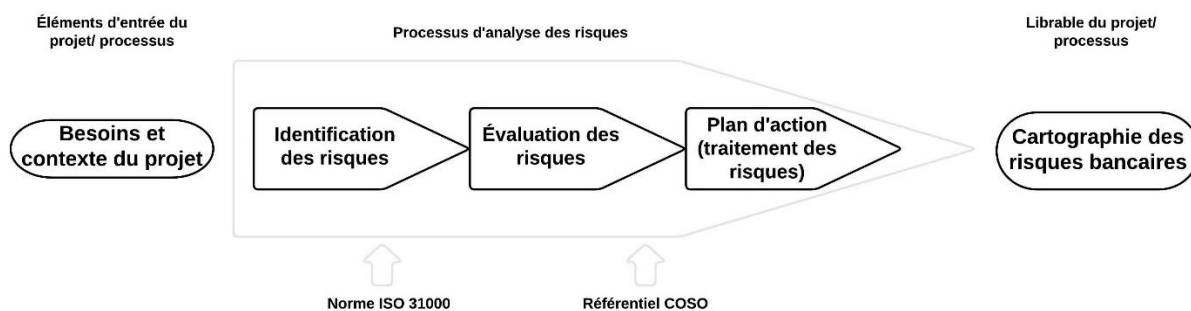 Éléments d'entrée du
projet/ processus
Processus d'analyse des risques
Librable du projet/
processus
Besoins et
contexte du projet
Identification
des risques
Évaluation des
risques
Plan d'action
(traitement des
risques)
Cartographie des
risques bancaires
Norme ISO 31000
Référentiel COSO